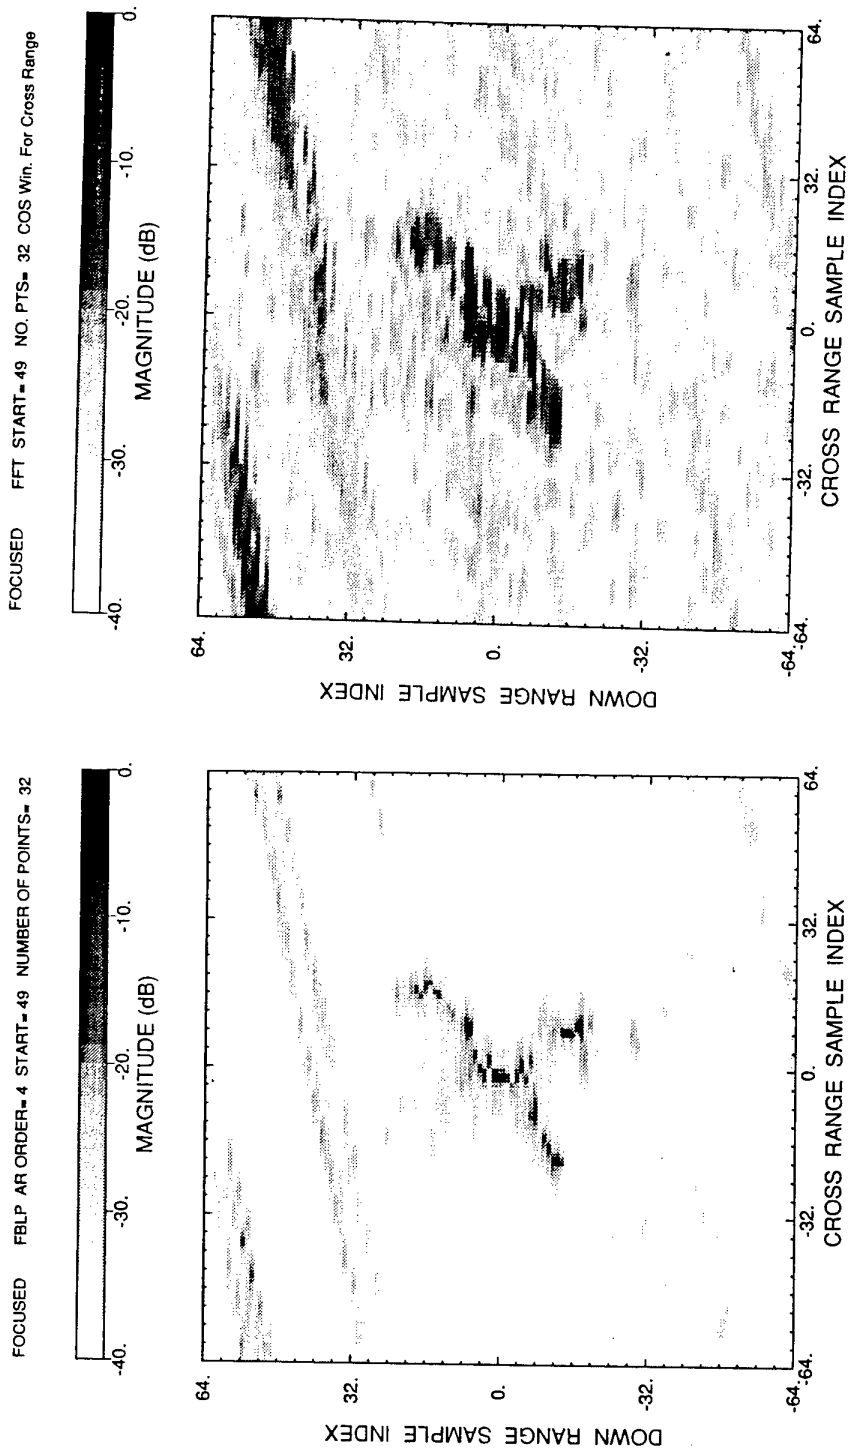 FOCUSED FBLP AR ORDER= 4 START= 49 NUMBER OF POINTS= 32
-40. -30. -20. -10. 0.
MAGNITUDE (dB)
64.
32.
0.
-32.
-64.
DOWN RANGE SAMPLE INDEX
-64. -32. 0. 32. 64.
CROSS RANGE SAMPLE INDEX
FOCUSED FFT START= 49 NO. PTS= 32 COS Win. For Cross Range
-40. -30. -20. -10. 0.
MAGNITUDE (dB)
64.
32.
0.
-32.
-64.
DOWN RANGE SAMPLE INDEX
-64. -32. 0. 32. 64.
CROSS RANGE SAMPLE INDEX